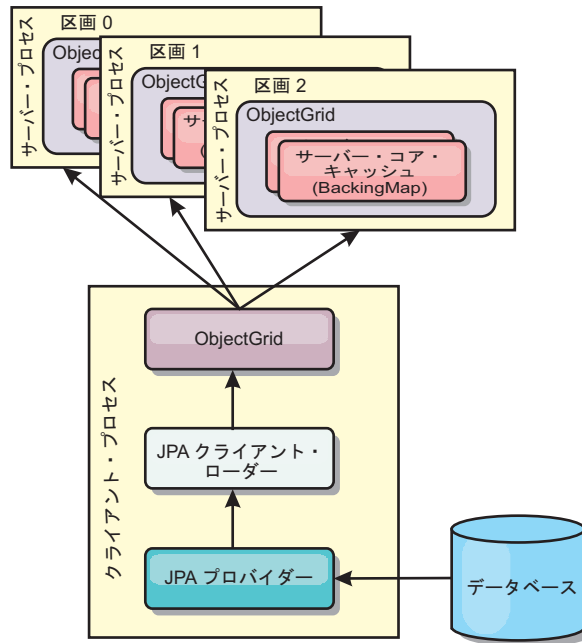 区画 0
サーバー・プロセス
Objec
区画 1
サーバー・プロセス
ObjectG
サ
(
区画 2
サーバー・プロセス
ObjectGrid
サーバー・コア・
キャッシュ
(BackingMap)
クライアント・プロセス
ObjectGrid
JPA クライアント・
ローダー
JPA プロバイダー
データベース